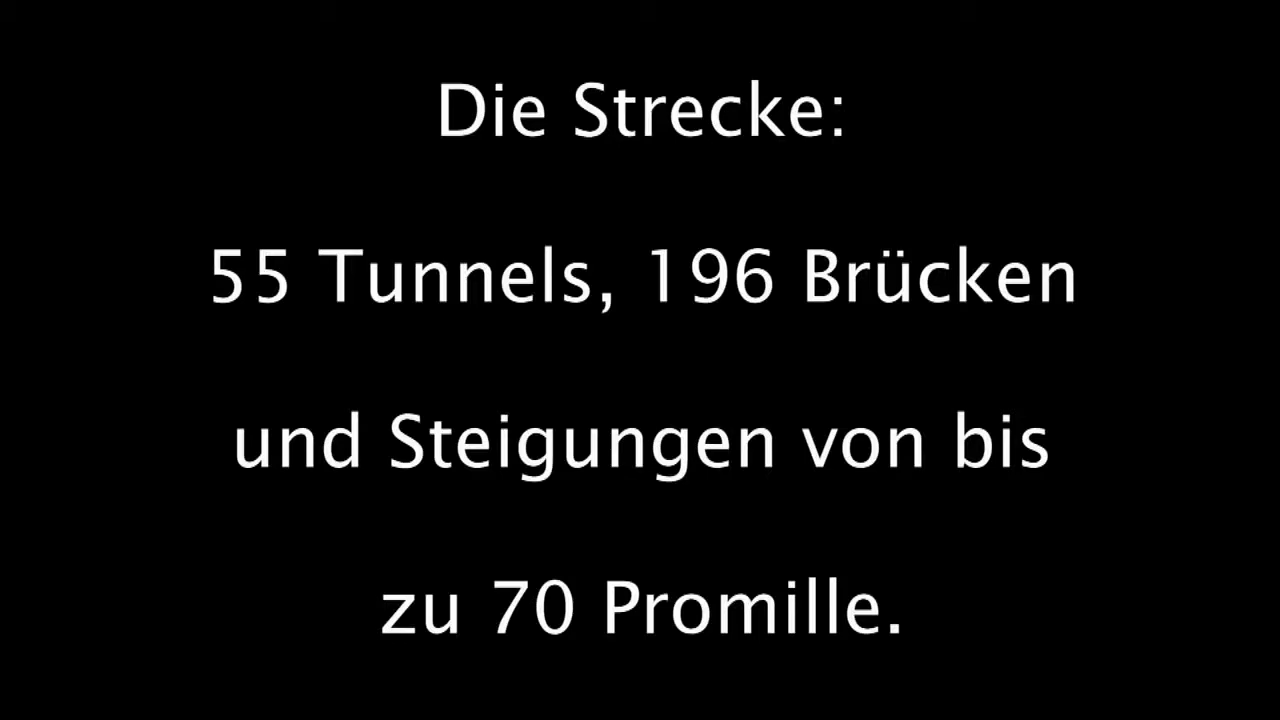 Die Strecke:
55 Tunnels, 196 Brücken
und Steigungen von bis
zu 70 Promille.